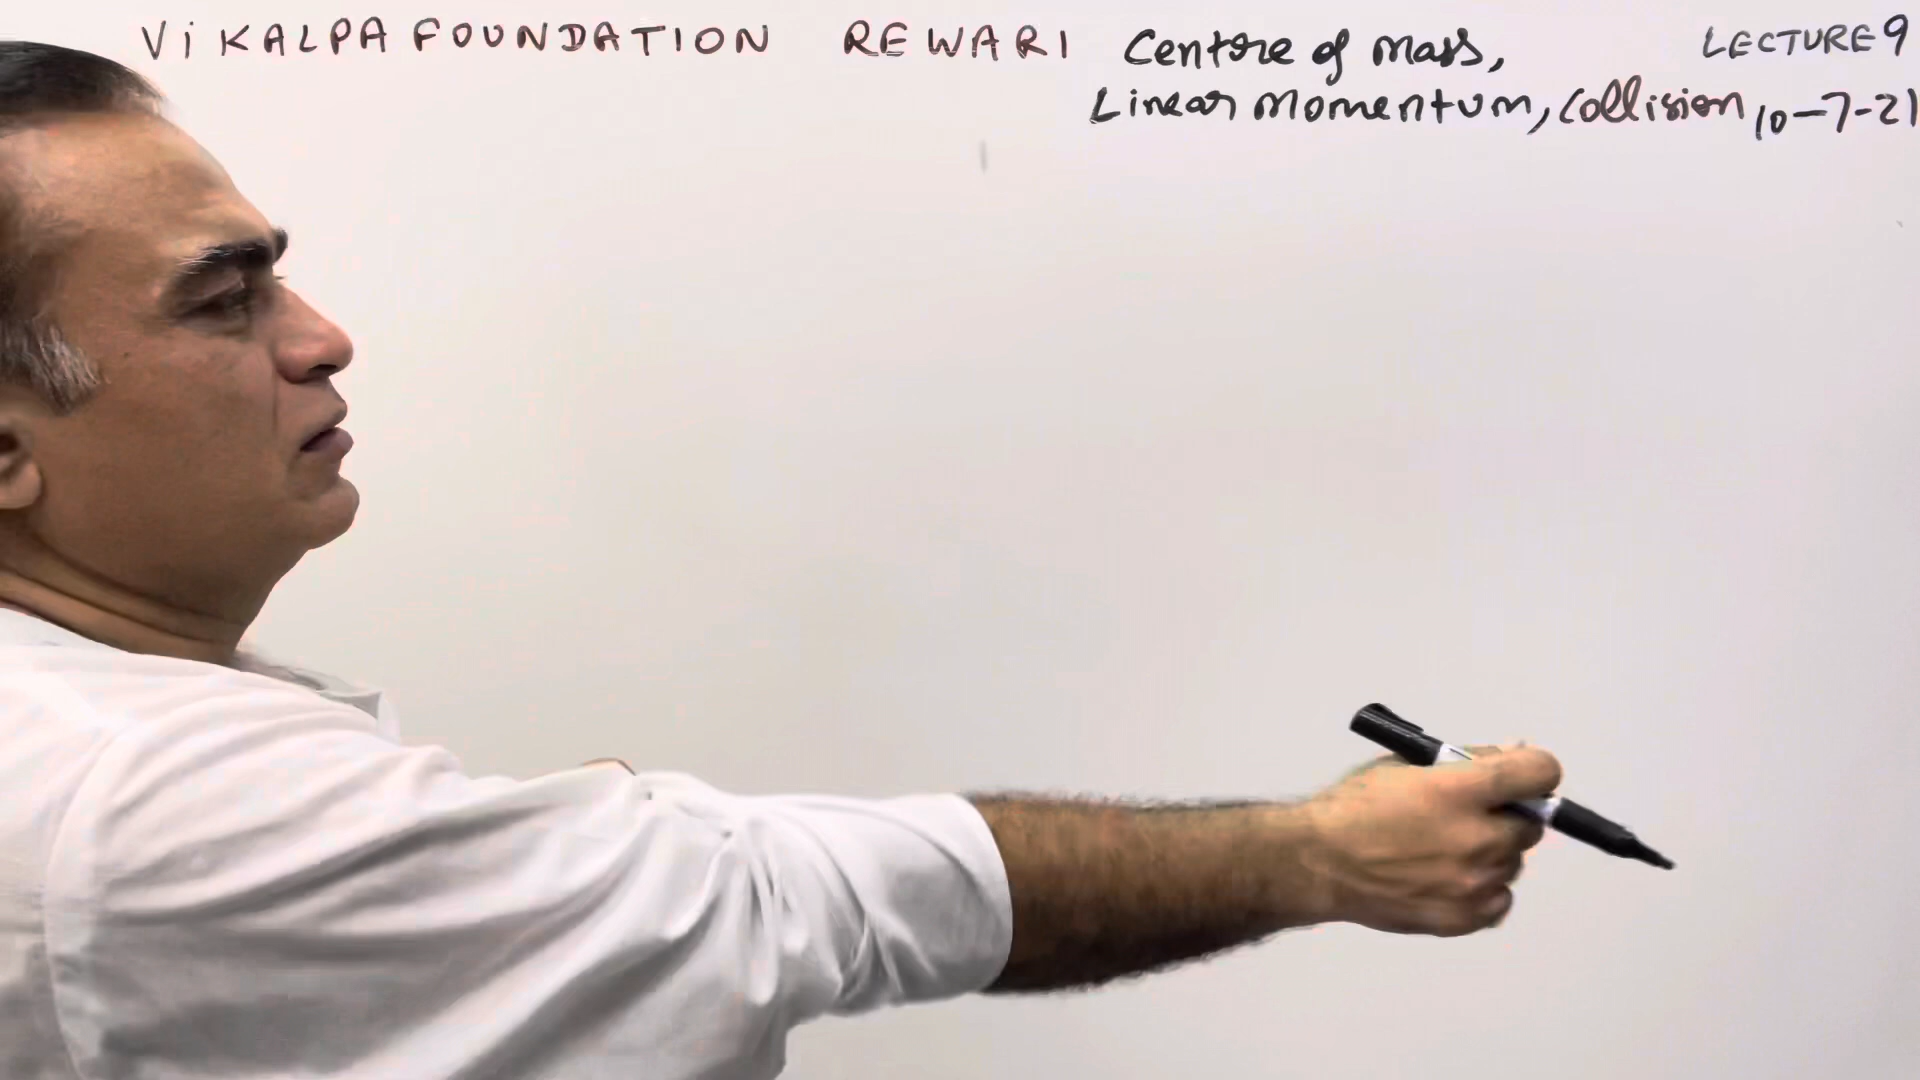 ViKALPA FOUNDATION REWARI Centre of mass, LECTURE 9
Linear Momentum, Collision 10-7-21